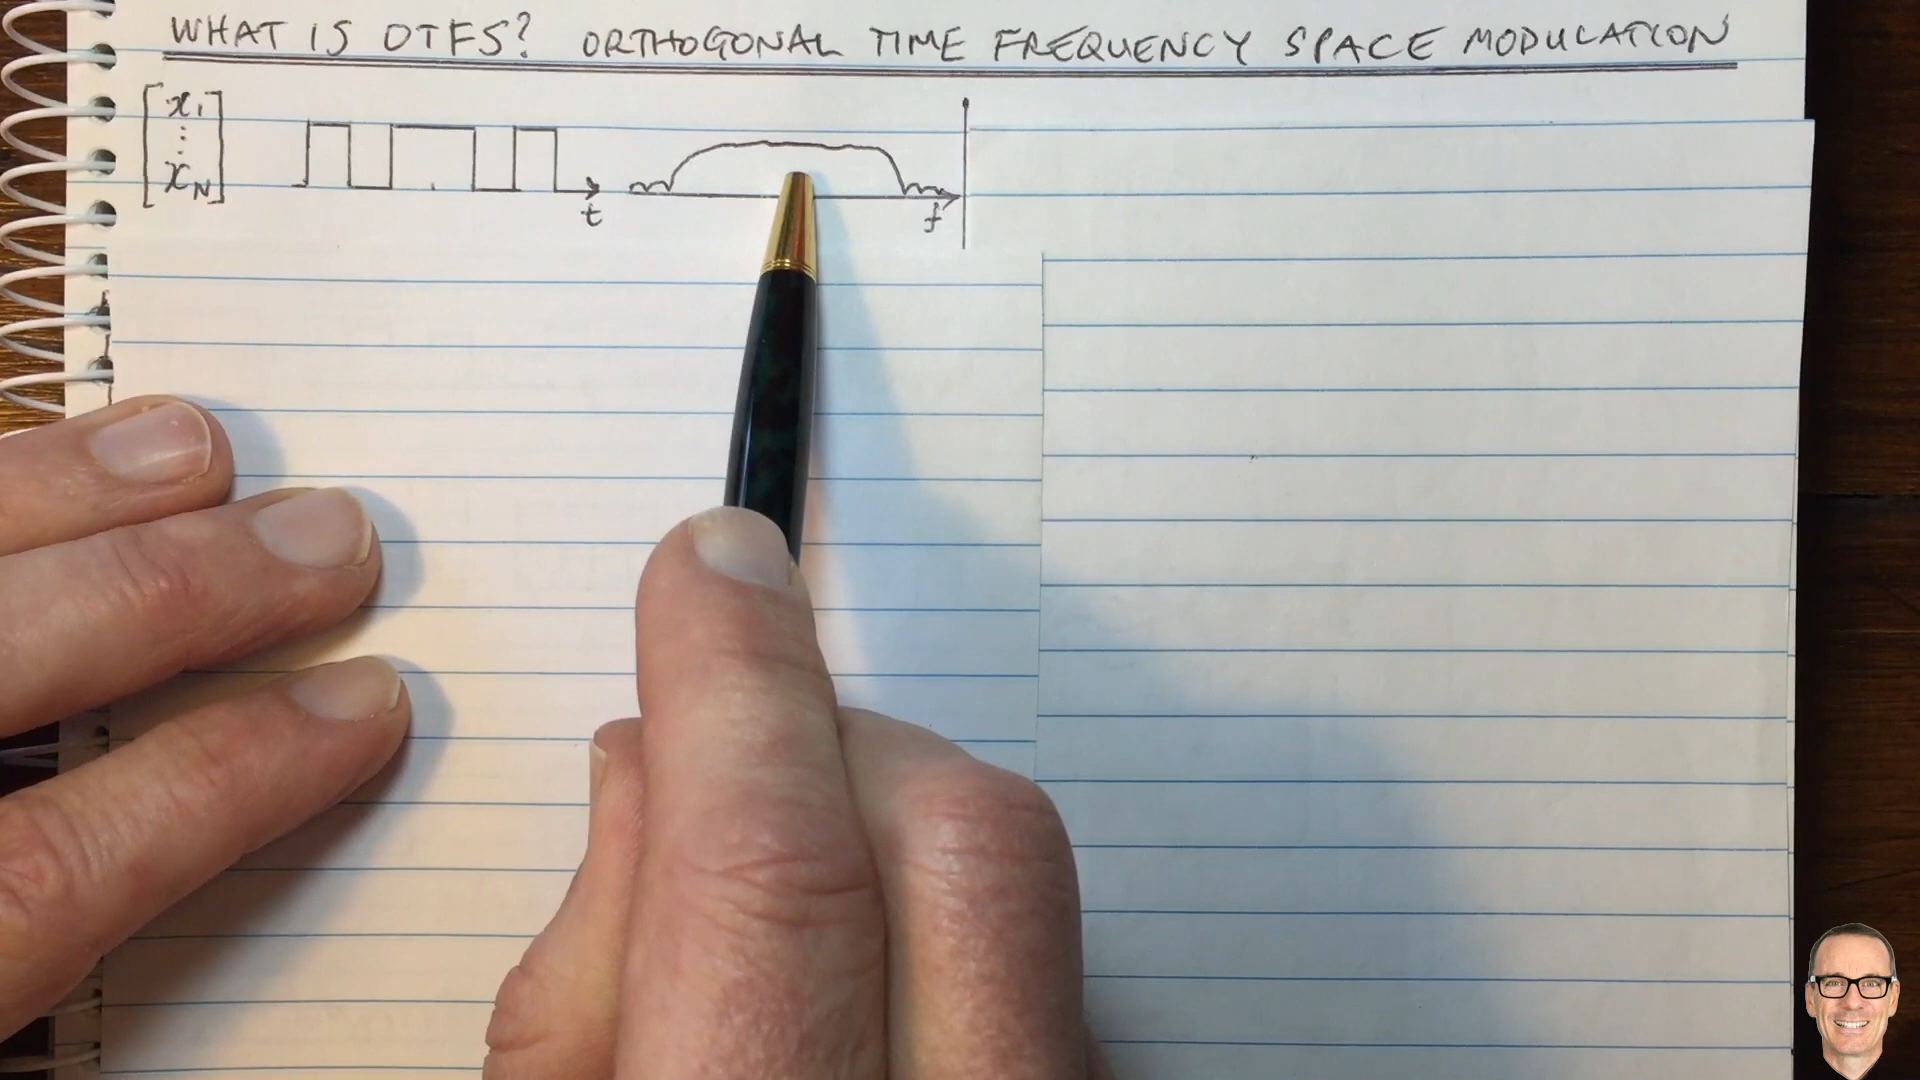 WHAT IS OTFS? ORTHOGONAL TIME FREQUENCY SPACE MODULATION
x1
⋮
xN
t
f